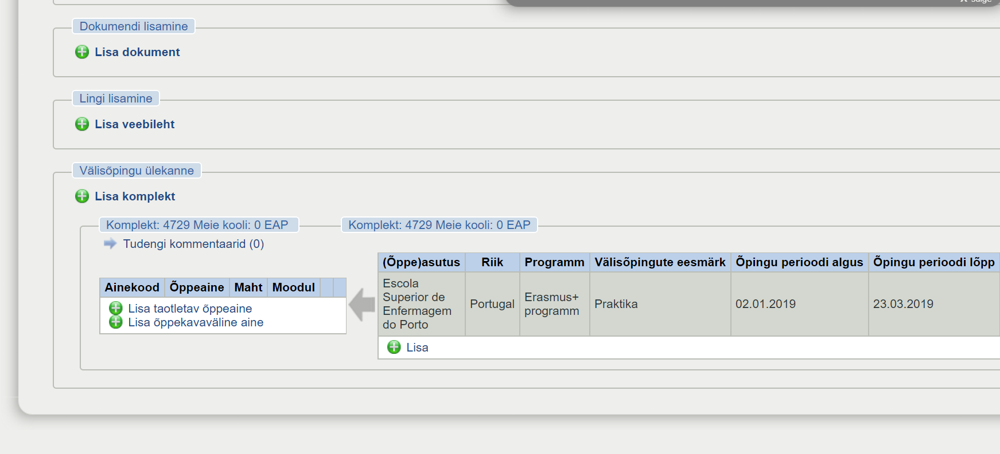 x sulge
Dokumendi lisamine
Lisa dokument
Lingi lisamine
Lisa veebileht
Välisõpingu ülekanne
Lisa komplekt
Komplekt: 4729 Meie kooli: 0 EAP
Komplekt: 4729 Meie kooli: 0 EAP
Tudengi kommentaarid (0)
Ainekood Õppeaine Maht Moodul
Lisa taotletav õppeaine
Lisa õppekavaväline aine
(Õppe)asutus Riik Programm Välisõpingute eesmärk Õpingu perioodi algus Õpingu perioodi lõpp
Escola
Superior de
Enfermagem
do Porto
Portugal
Erasmus+
programm
Praktika
02.01.2019
23.03.2019
Lisa